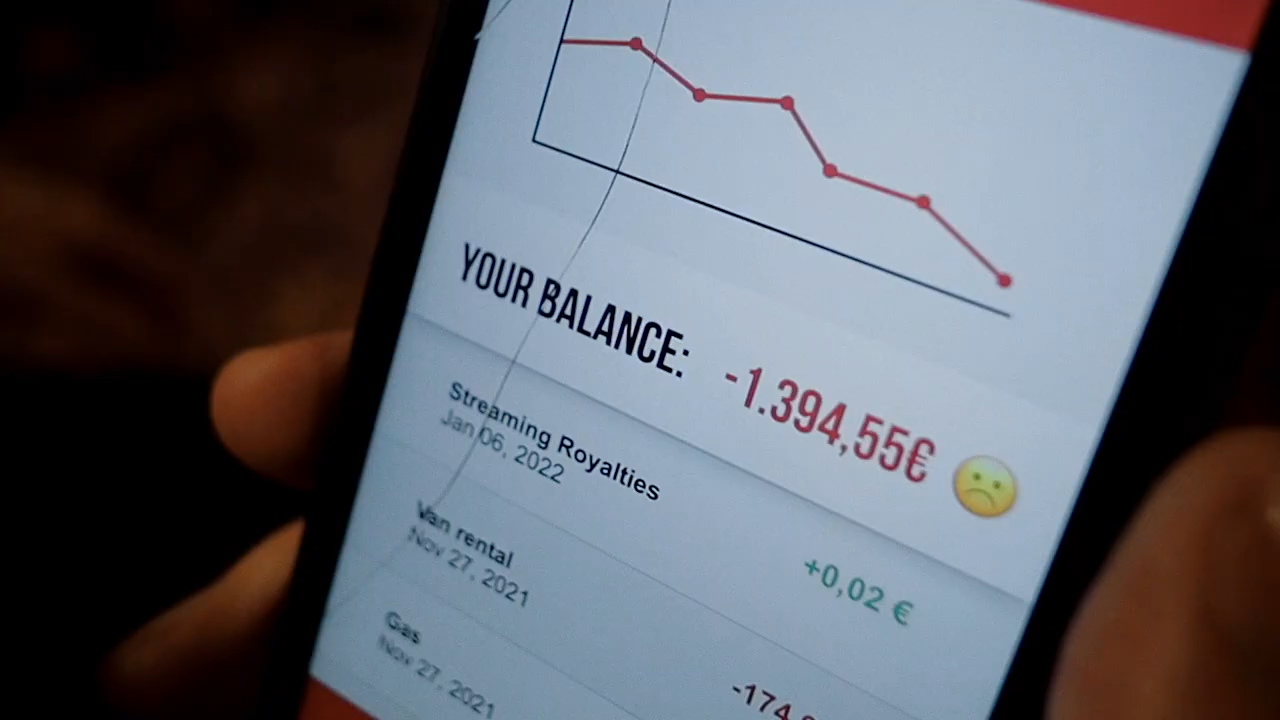 YOUR BALANCE: -1.394,55€
Streaming Royalties
Jan 06, 2022
+0,02 €
Van rental
Nov 27, 2021
-174
Gas
Nov 27, 2021